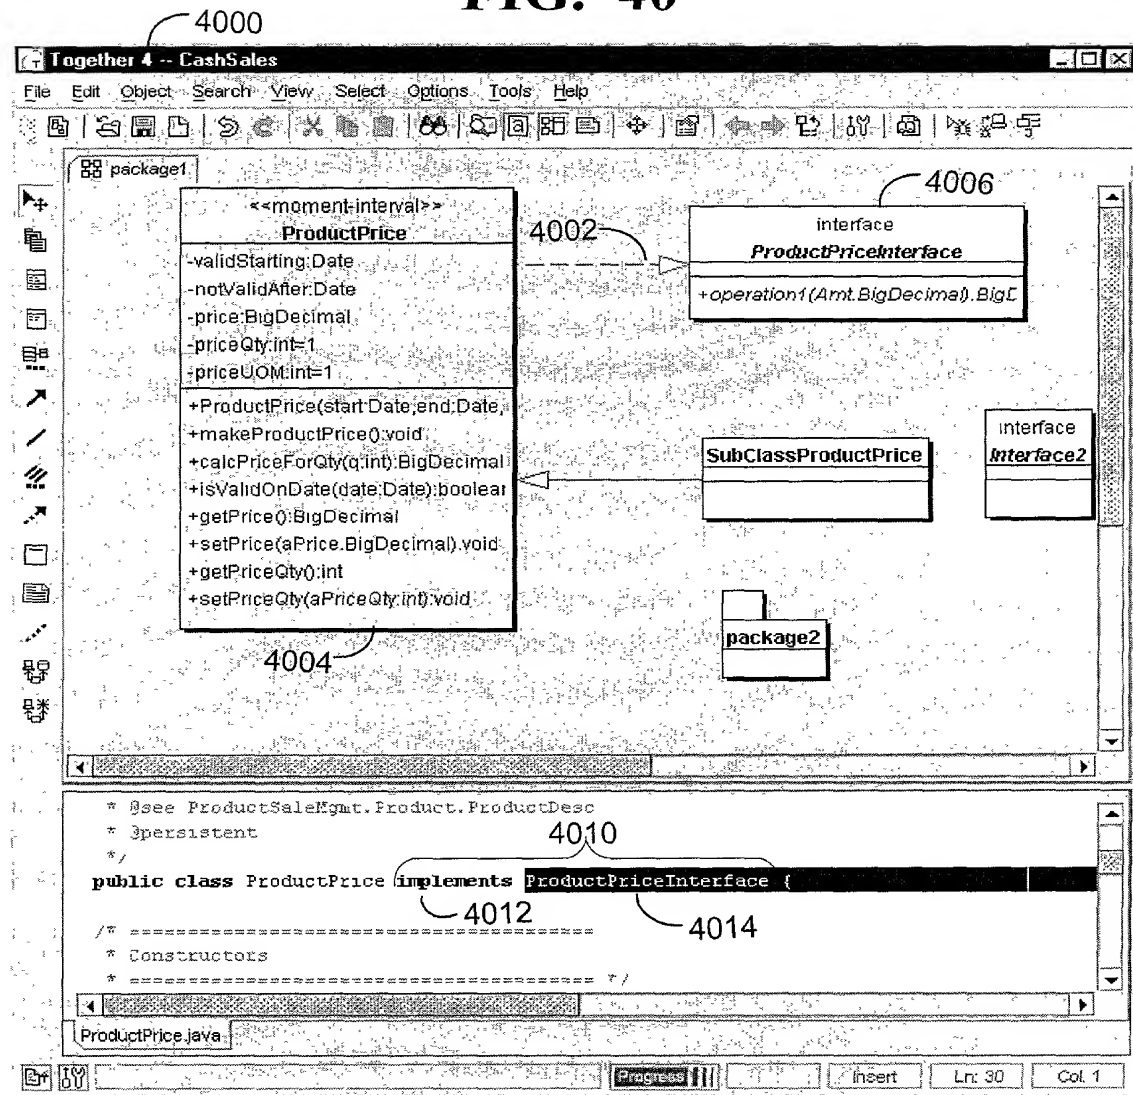 FIG. 40
4000
Together 4 -- CashSales
File Edit Object Search View Select Options Tools Help
package1
4006
<<moment-interval>>
ProductPrice
4002
interface
ProductPriceInterface
-validStarting:Date
-notValidAfter:Date
-price:BigDecimal
-priceQty:int=1
-priceUOM:int=1
+operation1(Amt.BigDecimal).BigD
+ProductPrice(start:Date,end:Date,
+makeProductPrice():void
+calcPriceForQty(q:int):BigDecimal
+isValidOnDate(date:Date):boolear
+getPrice():BigDecimal
+setPrice(aPrice.BigDecimal).void
+getPriceQty():int
+setPriceQty(aPriceQty:int):void
SubClassProductPrice
interface
Interface2
package2
4004
* @see ProductSaleMgmt.Product.ProductDesc
* @persistent
*/
4010
public class ProductPrice implements ProductPriceInterface {
4012
4014
/* ========================================
* Constructors
* ======================================== */
ProductPrice.java
Progress
Insert
Ln: 30
Col. 1